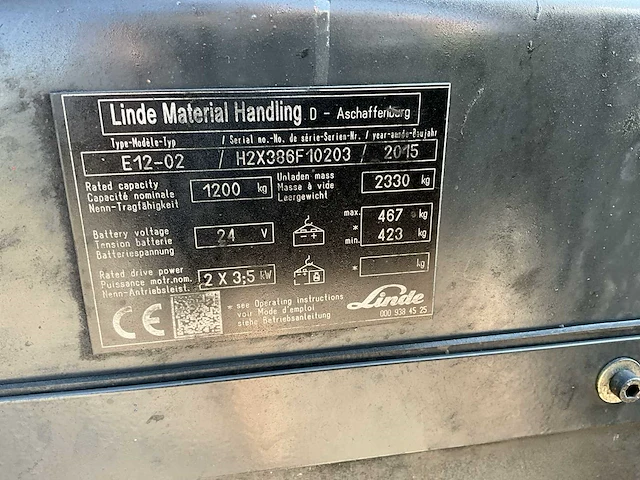 Linde Material Handling. D - Aschaffenburg
Type-Modèle-Typ / Serial no.-No. de série-Serien-Nr. / year-année-Baujahr
E12-02 / H2X386F10203 / 2015
Rated capacity
Capacité nominale
Nenn-Tragfähigkeit
1200 kg
Unladen mass
Masse à vide
Leergewicht
2330 kg
Battery voltage
Tension batterie
Batteriespannung
24 V
- +
max. 467 kg
*
min. 423 kg
Rated drive power
Puissance motr.nom.
Nenn-Antriebsleist.
2 X 3,5 kW
* kg
CE
* see Operating instructions
voir Mode d'emploi
siehe Betriebsanleitung
Linde
000 938 45 25